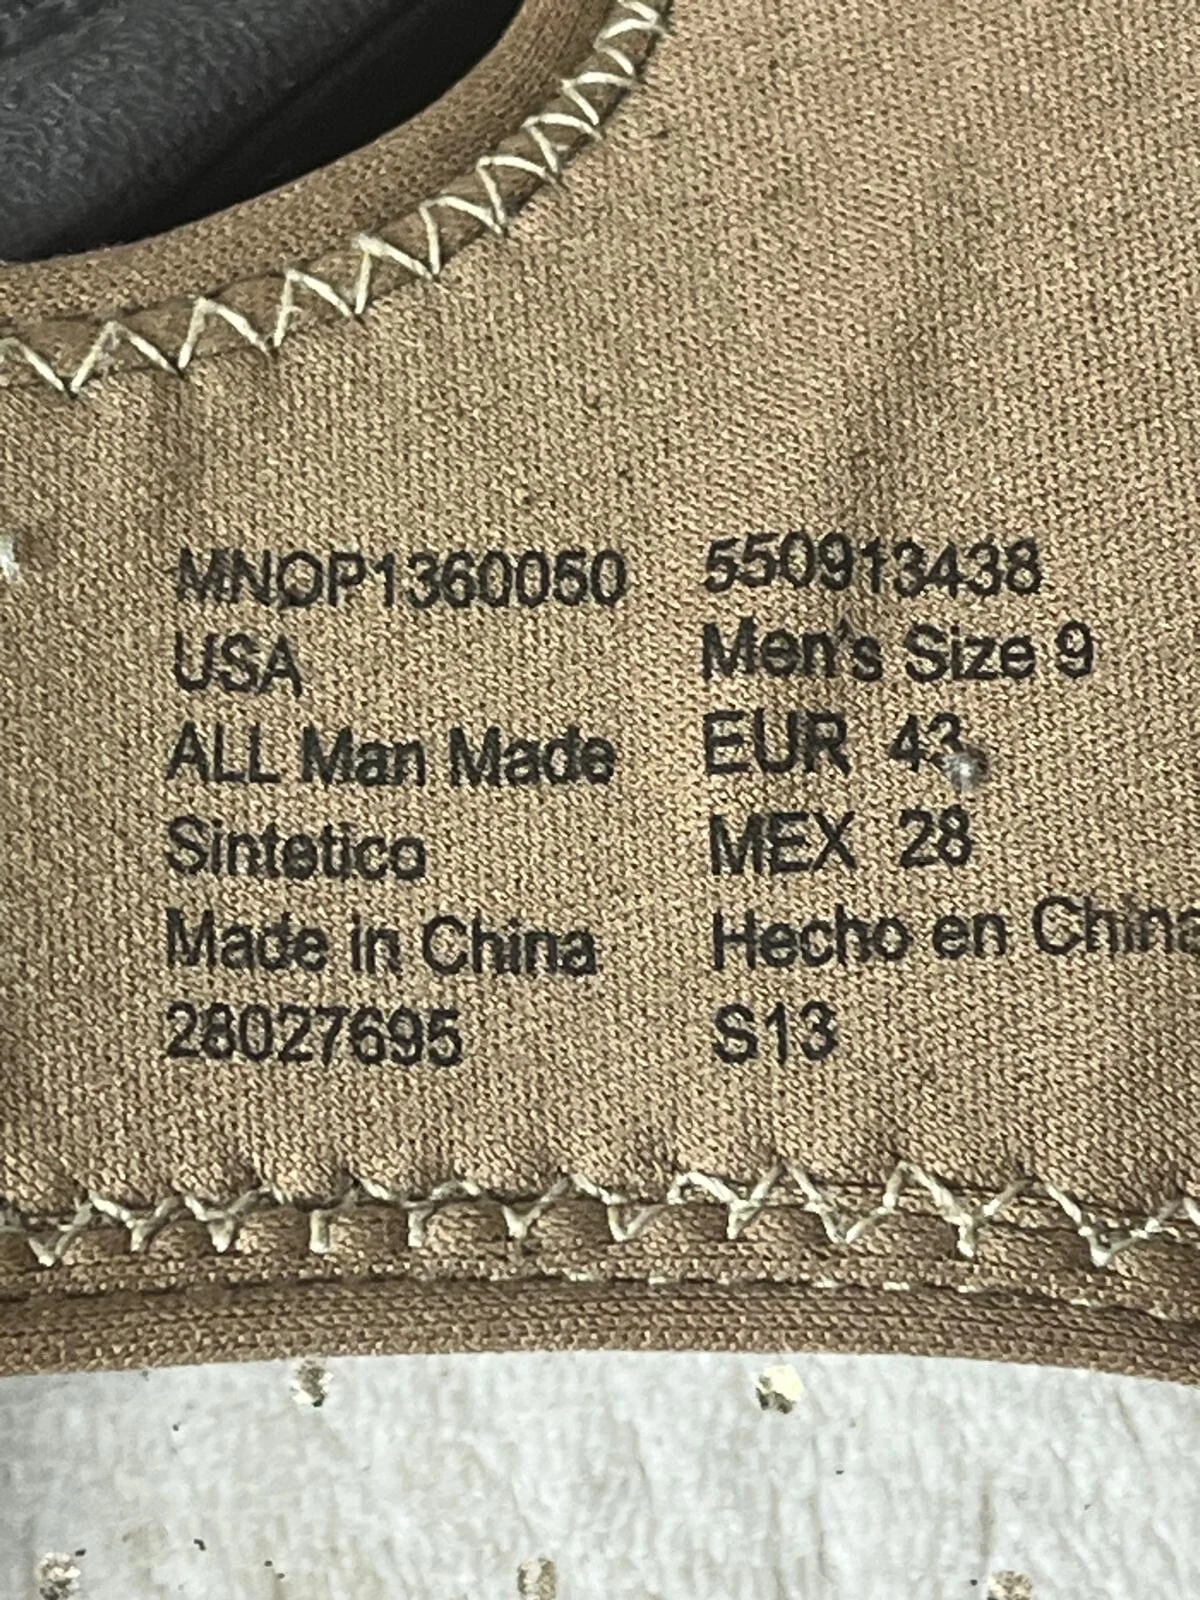 MNOP1360050
USA
ALL Man Made
Sintetico
Made in China
28027695
550913438
Men's Size 9
EUR 43
MEX 28
Hecho en China
S13